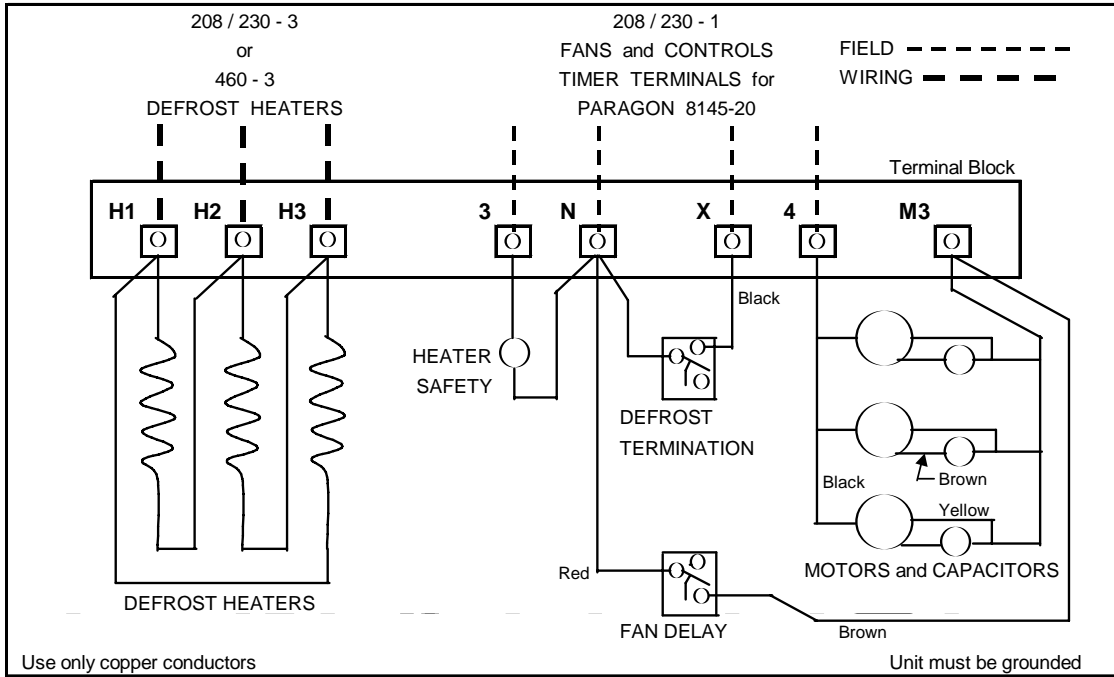 208 / 230 - 3
or
460 - 3
DEFROST HEATERS
208 / 230 - 1
FANS and CONTROLS
TIMER TERMINALS for
PARAGON 8145-20
FIELD
WIRING
Terminal Block
H1 H2 H3 3 N X 4 M3
Black
HEATER
SAFETY
DEFROST
TERMINATION
Black
Brown
Yellow
MOTORS and CAPACITORS
Red
DEFROST HEATERS
FAN DELAY
Brown
Use only copper conductors
Unit must be grounded